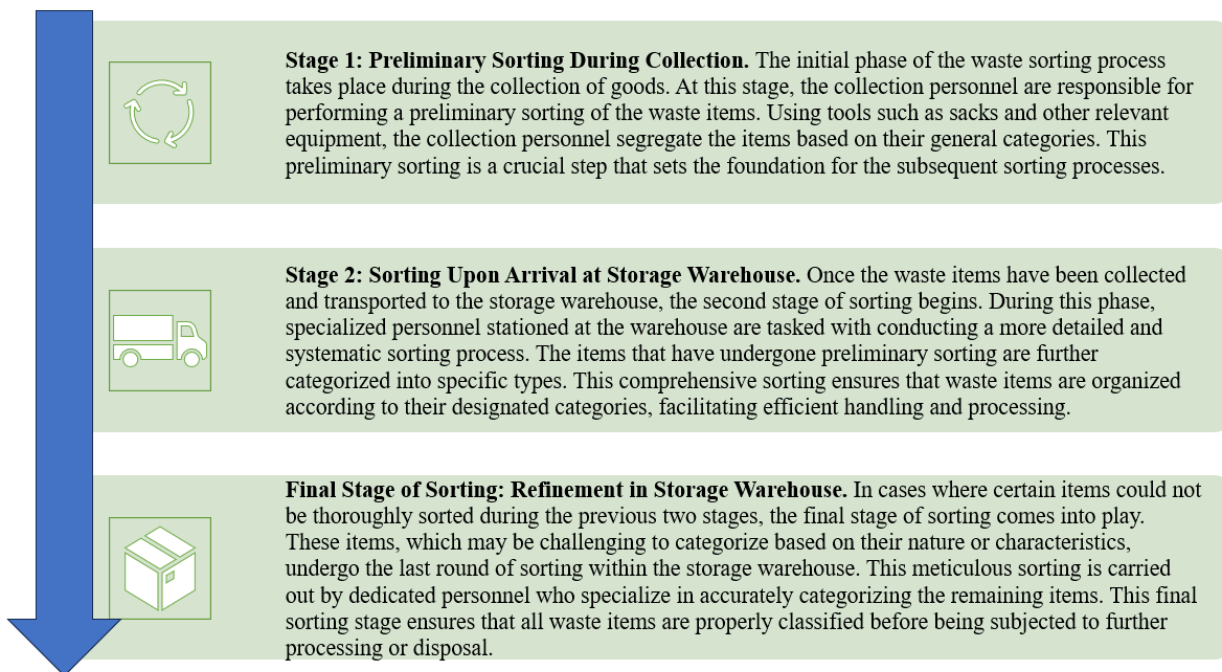 Stage 1: Preliminary Sorting During Collection. The initial phase of the waste sorting process
takes place during the collection of goods. At this stage, the collection personnel are responsible for
performing a preliminary sorting of the waste items. Using tools such as sacks and other relevant
equipment, the collection personnel segregate the items based on their general categories. This
preliminary sorting is a crucial step that sets the foundation for the subsequent sorting processes.
Stage 2: Sorting Upon Arrival at Storage Warehouse. Once the waste items have been collected
and transported to the storage warehouse, the second stage of sorting begins. During this phase,
specialized personnel stationed at the warehouse are tasked with conducting a more detailed and
systematic sorting process. The items that have undergone preliminary sorting are further
categorized into specific types. This comprehensive sorting ensures that waste items are organized
according to their designated categories, facilitating efficient handling and processing.
Final Stage of Sorting: Refinement in Storage Warehouse. In cases where certain items could not
be thoroughly sorted during the previous two stages, the final stage of sorting comes into play.
These items, which may be challenging to categorize based on their nature or characteristics,
undergo the last round of sorting within the storage warehouse. This meticulous sorting is carried
out by dedicated personnel who specialize in accurately categorizing the remaining items. This final
sorting stage ensures that all waste items are properly classified before being subjected to further
processing or disposal.